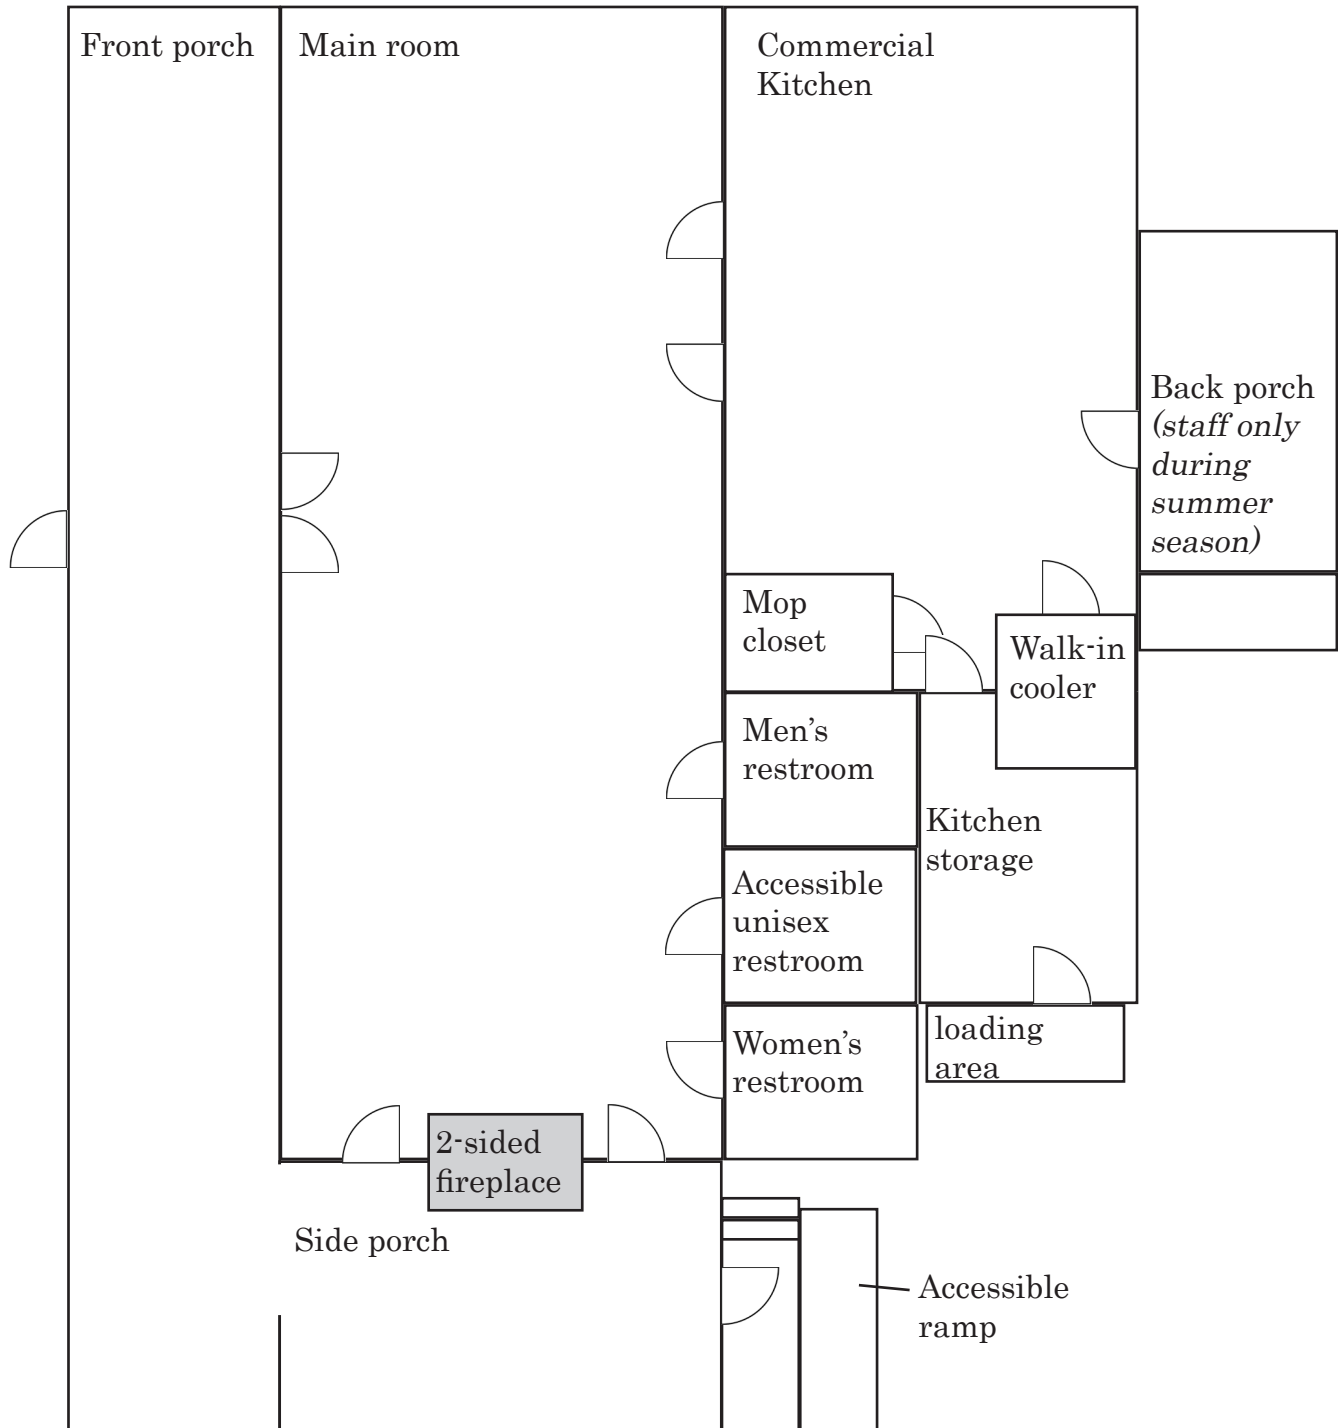 Front porch
Main room
Commercial
Kitchen
Back porch
(staff only
during
summer
season)
Mop
closet
Walk-in
cooler
Men’s
restroom
Kitchen
storage
Accessible
unisex
restroom
loading
area
Women’s
restroom
2-sided
fireplace
Side porch
Accessible
ramp